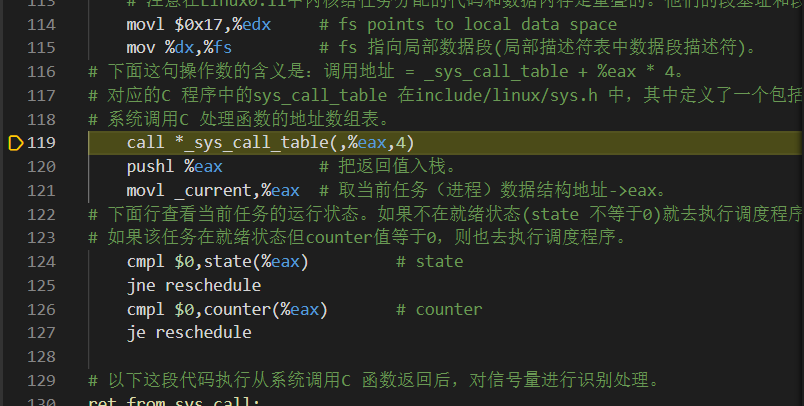 113 # 注意在Linux0.11中内核给任务分配的代码和数据内存是重叠的。他们的段基址和段
114 movl $0x17,%edx # fs points to local data space
115 mov %dx,%fs # fs 指向局部数据段(局部描述符表中数据段描述符)。
116 # 下面这句操作数的含义是：调用地址 = _sys_call_table + %eax * 4。
117 # 对应的C 程序中的sys_call_table 在include/linux/sys.h 中，其中定义了一个包括
118 # 系统调用C 处理函数的地址数组表。
119 call *_sys_call_table(,%eax,4)
120 pushl %eax # 把返回值入栈。
121 movl _current,%eax # 取当前任务（进程）数据结构地址->eax。
122 # 下面行查看当前任务的运行状态。如果不在就绪状态(state 不等于0)就去执行调度程序
123 # 如果该任务在就绪状态但counter值等于0，则也去执行调度程序。
124 cmpl $0,state(%eax) # state
125 jne reschedule
126 cmpl $0,counter(%eax) # counter
127 je reschedule
128
129 # 以下这段代码执行从系统调用C 函数返回后，对信号量进行识别处理。
130 ret_from_sys_call: